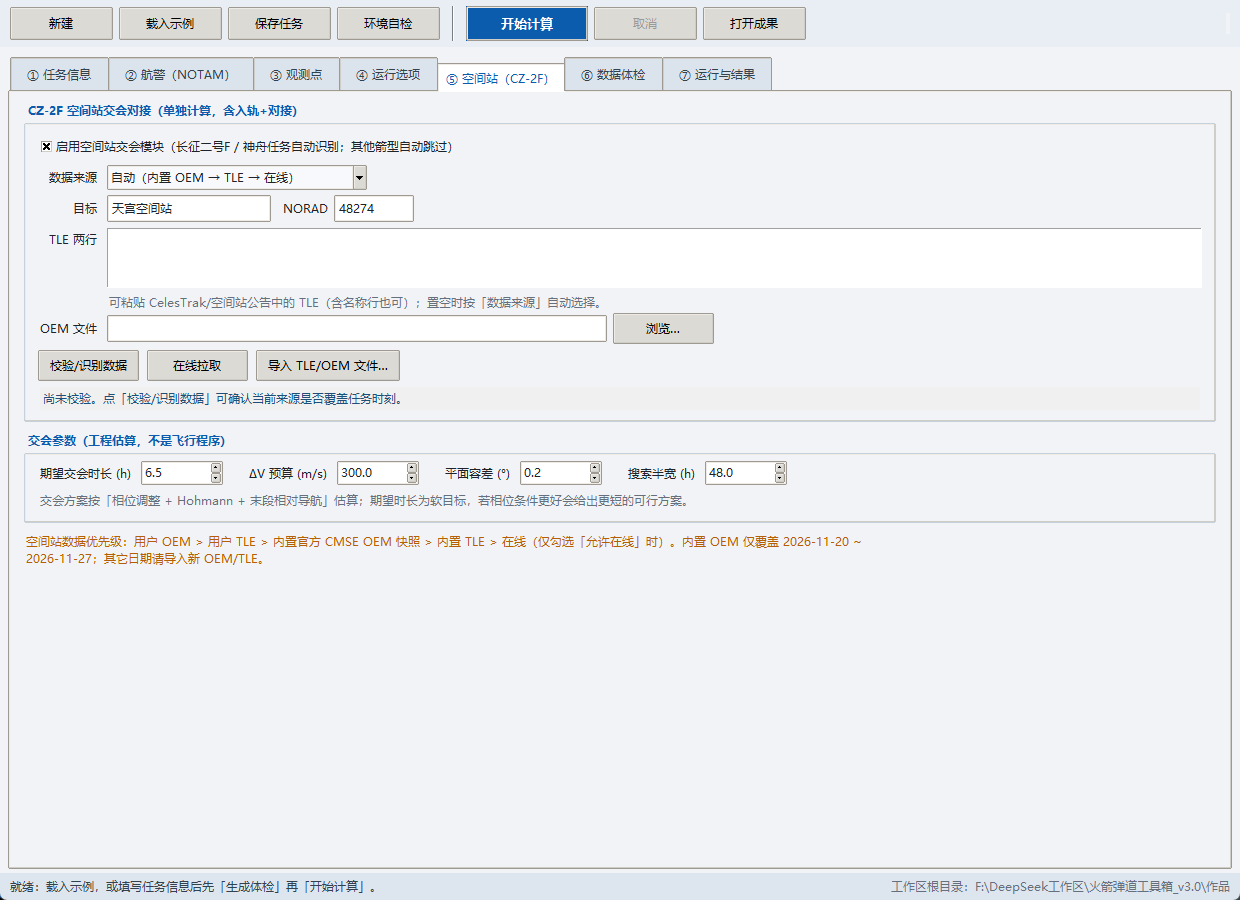 新建 载入示例 保存任务 环境自检 开始计算 取消 打开成果
① 任务信息 ② 航警（NOTAM） ③ 观测点 ④ 运行选项 ⑤ 空间站（CZ-2F） ⑥ 数据体检 ⑦ 运行与结果
CZ-2F 空间站交会对接（单独计算，含入轨+对接）
启用空间站交会模块（长征二号F / 神舟任务自动识别；其他箭型自动跳过）
数据来源 自动（内置 OEM → TLE → 在线）
目标 天宫空间站 NORAD 48274
TLE 两行
可粘贴 CelesTrak/空间站公告中的 TLE（含名称行也可）；置空时按「数据来源」自动选择。
OEM 文件 浏览...
校验/识别数据 在线拉取 导入 TLE/OEM 文件...
尚未校验。点「校验/识别数据」可确认当前来源是否覆盖任务时刻。
交会参数（工程估算，不是飞行程序）
期望交会时长 (h) 6.5 ΔV 预算 (m/s) 300.0 平面容差 (°) 0.2 搜索半宽 (h) 48.0
交会方案按「相位调整 + Hohmann + 末段相对导航」估算；期望时长为软目标，若相位条件更好会给出更短的可行方案。
空间站数据优先级：用户 OEM > 用户 TLE > 内置官方 CMSE OEM 快照 > 内置 TLE > 在线（仅勾选「允许在线」时）。内置 OEM 仅覆盖 2026-11-20 ~
2026-11-27；其它日期请导入新 OEM/TLE。
就绪：载入示例，或填写任务信息后先「生成体检」再「开始计算」。 工作区根目录：F:\DeepSeek工作区\火箭弹道工具箱_v3.0\作品